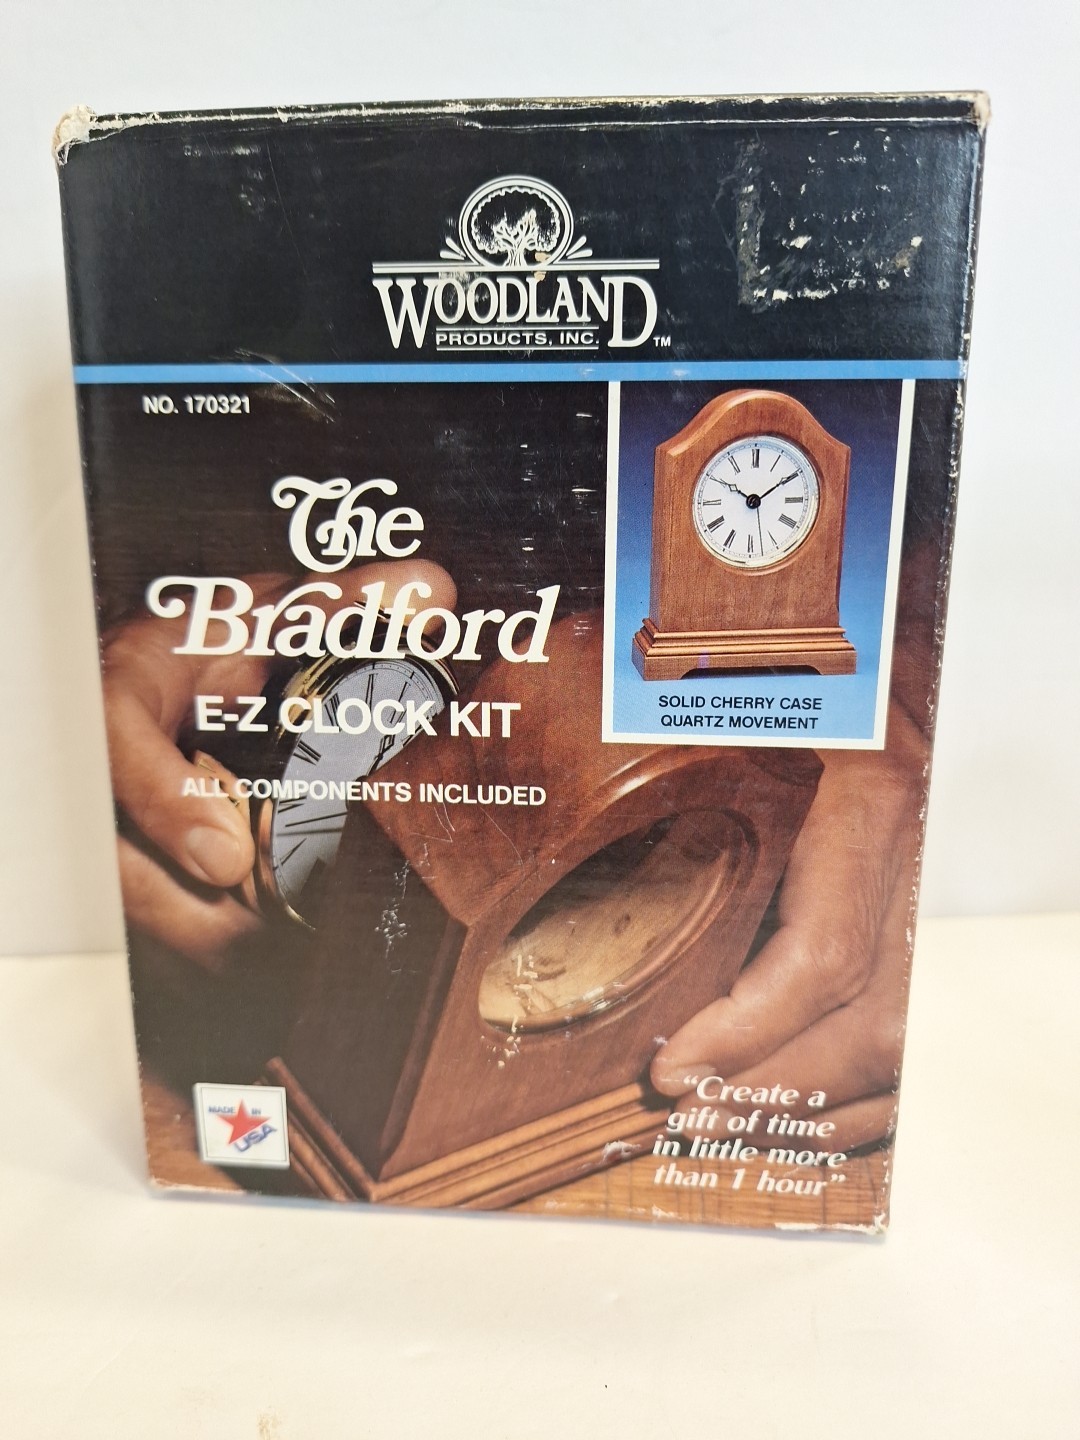 WOODLAND
PRODUCTS, INC. TM
NO. 170321
The
Bradford
E-Z CLOCK KIT
ALL COMPONENTS INCLUDED
SOLID CHERRY CASE
QUARTZ MOVEMENT
MADE IN
USA
"Create a
gift of time
in little more
than 1 hour"